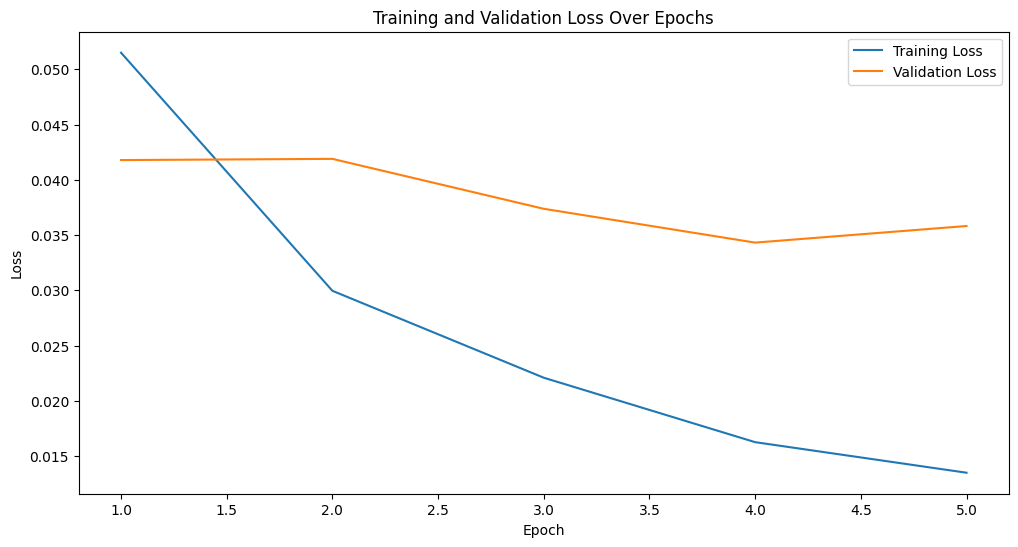 Training and Validation Loss Over Epochs
Training Loss
Validation Loss
0.050
0.045
0.040
0.035
0.030
0.025
0.020
0.015
Loss
1.0 1.5 2.0 2.5 3.0 3.5 4.0 4.5 5.0
Epoch